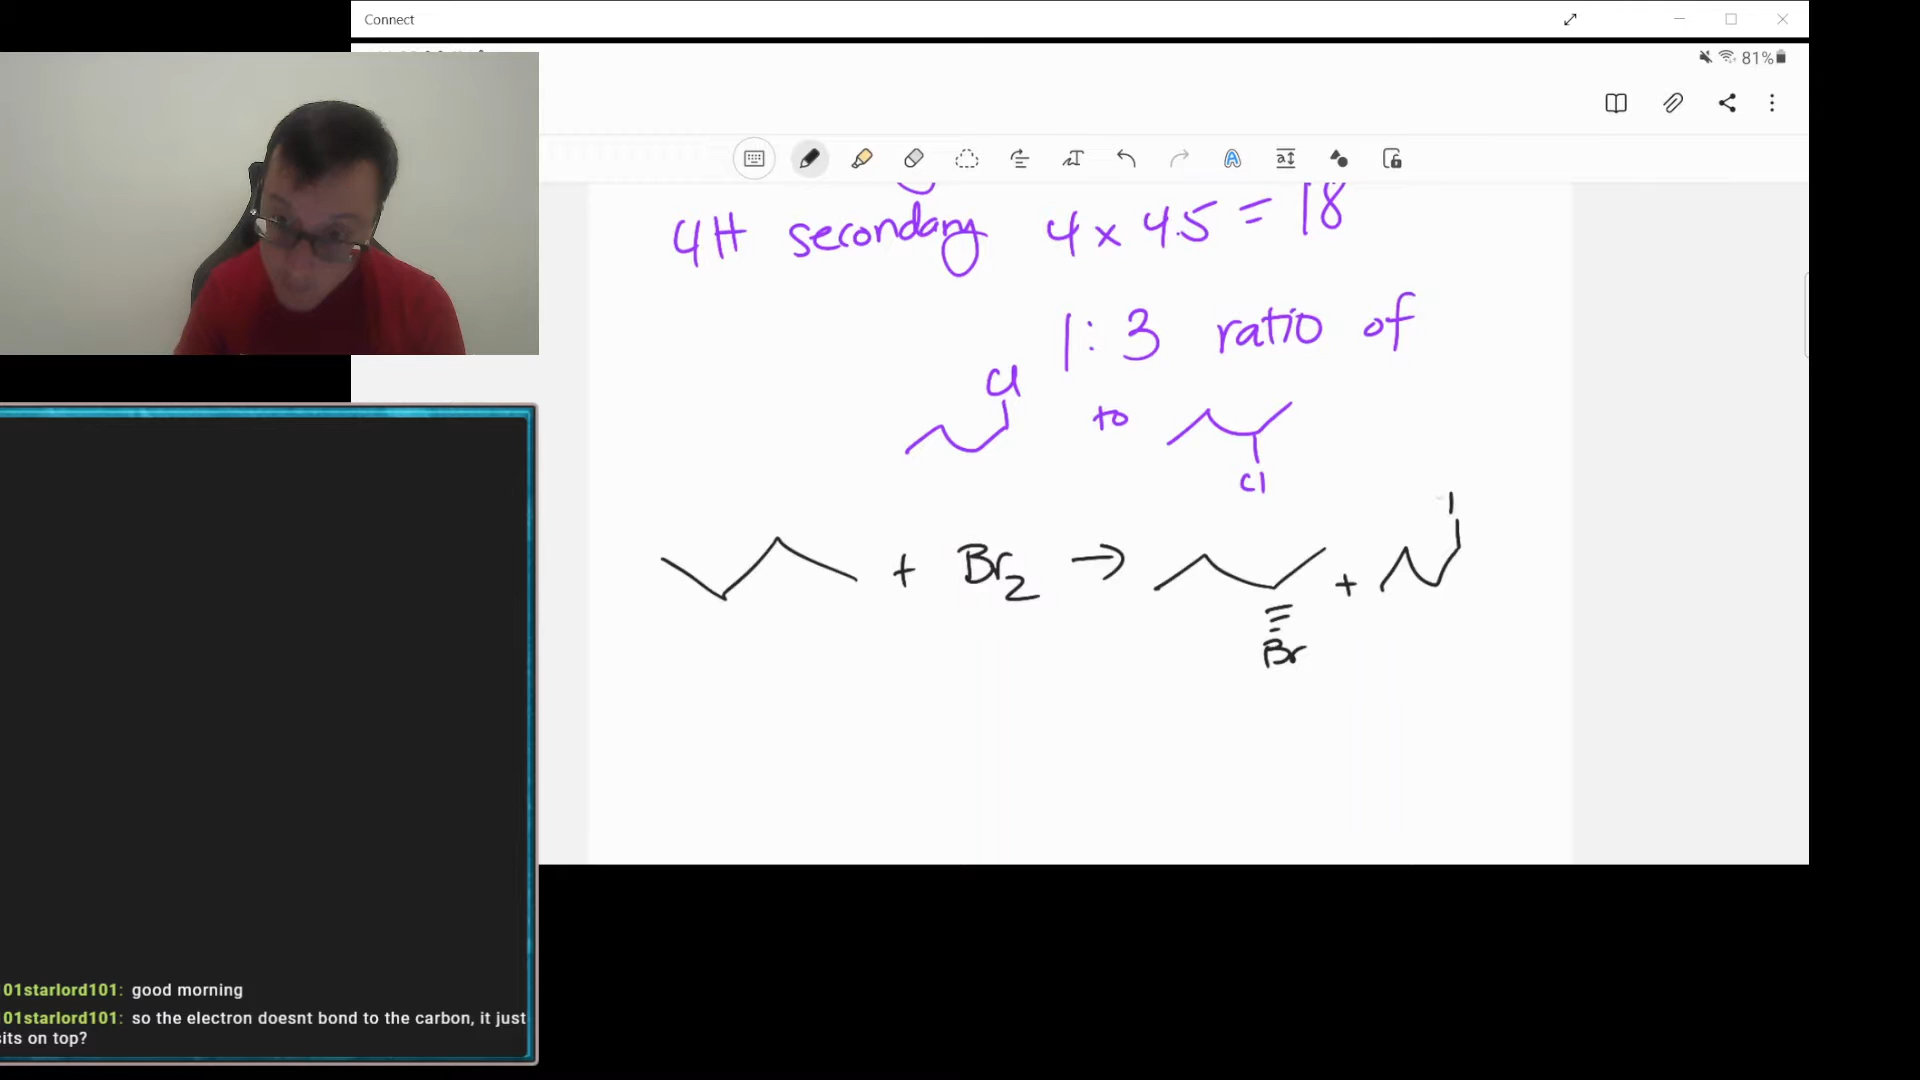 Connect
81%
4H secondary 4 x 4.5 = 18
1:3 ratio of
Cl
to
Cl
+ Br2 → +
Br
01starlord101: good morning
01starlord101: so the electron doesnt bond to the carbon, it just
sits on top?